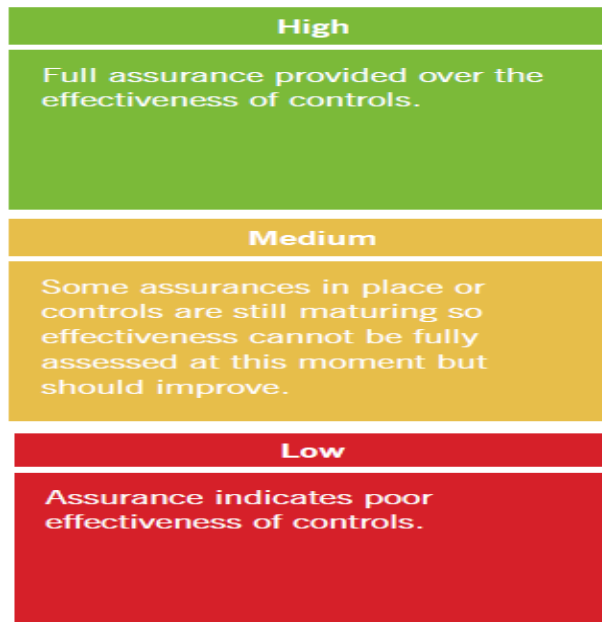 High
Full assurance provided over the
effectiveness of controls.
Medium
Some assurances in place or
controls are still maturing so
effectiveness cannot be fully
assessed at this moment but
should improve.
Low
Assurance indicates poor
effectiveness of controls.